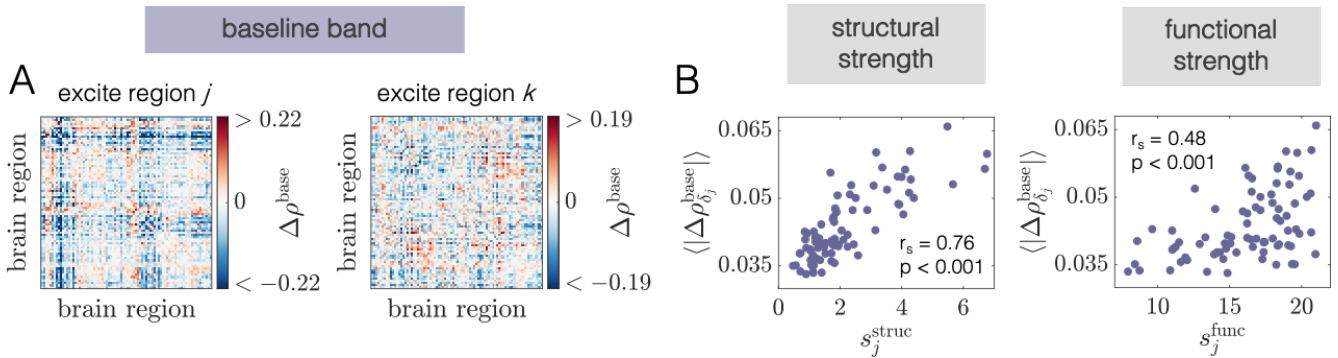 baseline band
structural
strength
functional
strength
A
excite region j
excite region k
B
brain region
brain region
> 0.22
0
< −0.22
Δρ^base
brain region
brain region
> 0.19
0
< −0.19
Δρ^base
⟨|Δρ^base_δj|⟩
0.065
0.05
0.035
r_s = 0.76
p < 0.001
0 2 4 6
s_j^struc
⟨|Δρ^base_δj|⟩
0.065
0.05
0.035
r_s = 0.48
p < 0.001
10 15 20
s_j^func